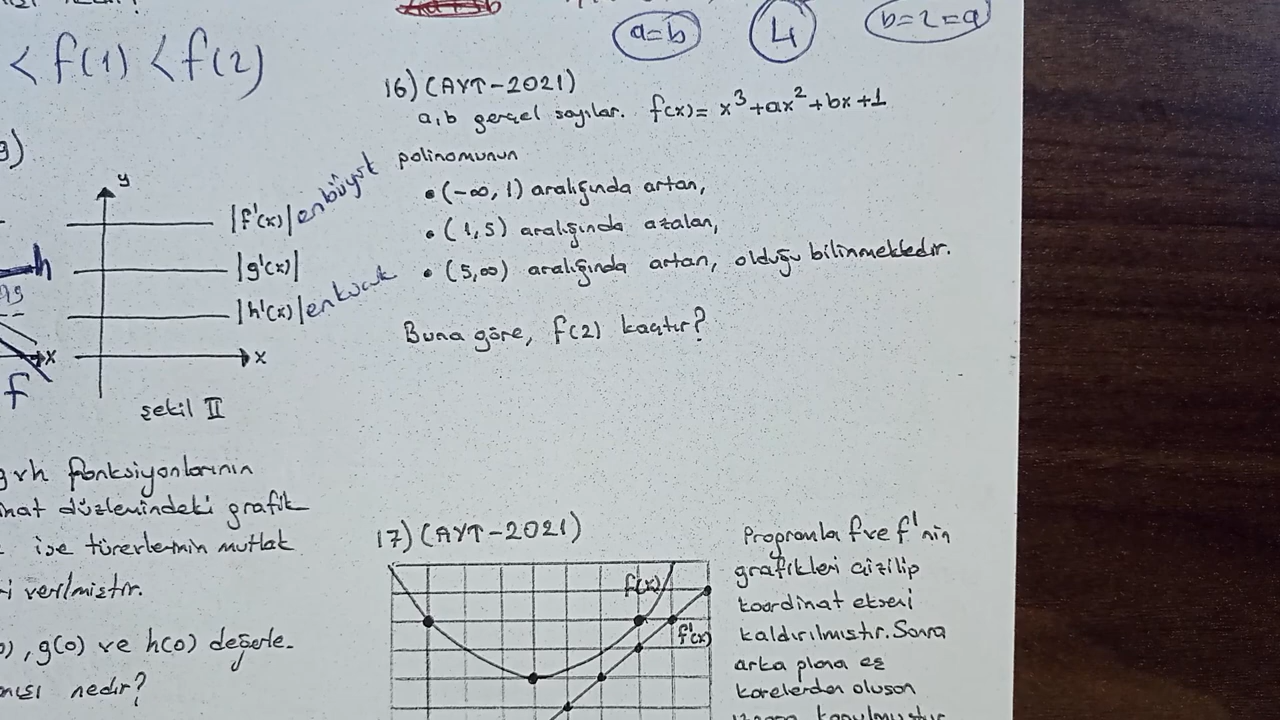 a=b
4
b=2=a
< f(1) < f(2)
16) (AYT-2021)
a,b gerçel sayılar. f(x)= x³+ax²+bx+1
polinomunun
• (-∞, 1) aralığında artan,
• (1,5) aralığında azalan,
• (5,∞) aralığında artan, olduğu bilinmektedir.
Buna göre, f(2) kaçtır?
y
|f'(x)| en büyük
|g'(x)|
|h'(x)| en küçük
x
şekil II
h
x
f
fonksiyonlarının
düzlemindeki grafik
ise türevlerinin mutlak
verilmiştir.
, g(0) ve h(0) değerle-
nedir?
17) (AYT-2021)
f(x)
f'(x)
Programla f ve f' nin
grafikleri çizilip
koordinat ekseni
kaldırılmıştır. Sonra
arka plana eş
karelerden oluşan